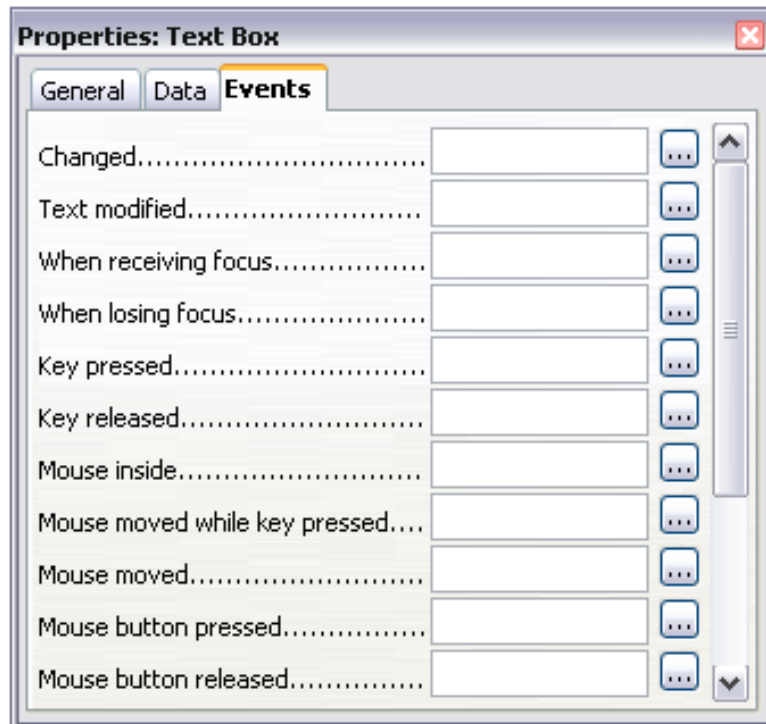 Properties: Text Box
General Data Events
Changed.............................. ...
Text modified........................ ...
When receiving focus................. ...
When losing focus.................... ...
Key pressed.......................... ...
Key released......................... ...
Mouse inside......................... ...
Mouse moved while key pressed.... ...
Mouse moved........................ ...
Mouse button pressed............... ...
Mouse button released.............. ...